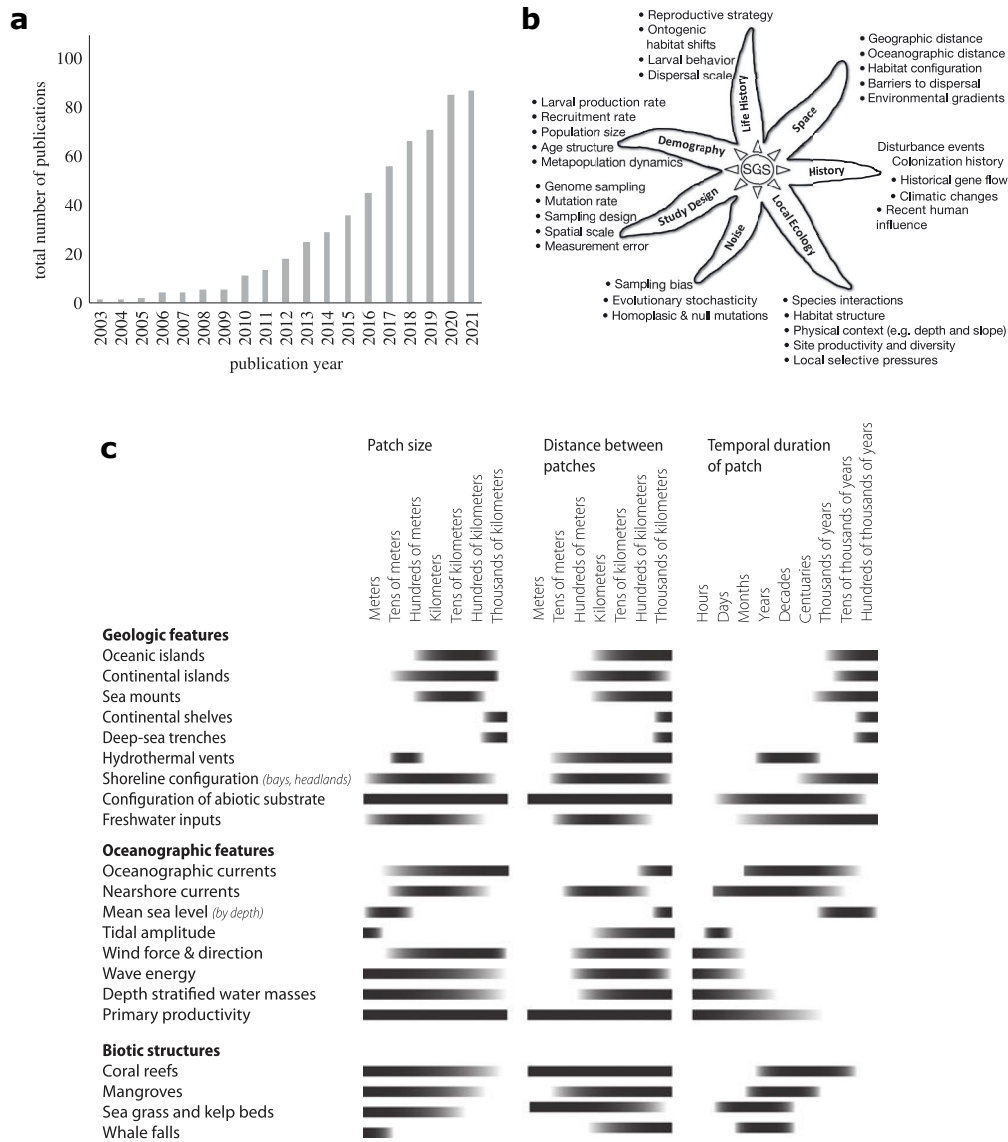 a
total number of publications
100
80
60
40
20
0
2003
2004
2005
2006
2007
2008
2009
2010
2011
2012
2013
2014
2015
2016
2017
2018
2019
2020
2021
publication year
b
• Reproductive strategy
• Ontogenic
habitat shifts
• Larval behavior
• Dispersal scale
• Geographic distance
• Oceanographic distance
• Habitat configuration
• Barriers to dispersal
• Environmental gradients
• Larval production rate
• Recruitment rate
• Population size
• Age structure
• Metapopulation dynamics
Disturbance events
Colonization history
• Historical gene flow
• Climatic changes
• Recent human
influence
• Genome sampling
• Mutation rate
• Sampling design
• Spatial scale
• Measurement error
• Sampling bias
• Evolutionary stochasticity
• Homoplasic & null mutations
• Species interactions
• Habitat structure
• Physical context (e.g. depth and slope)
• Site productivity and diversity
• Local selective pressures
Life History
Space
Demography
SGS
History
Study Design
Noise
Local Ecology
c
Patch size
Distance between
patches
Temporal duration
of patch
Meters
Tens of meters
Hundreds of meters
Kilometers
Tens of kilometers
Hundreds of kilometers
Thousands of kilometers
Meters
Tens of meters
Hundreds of meters
Kilometers
Tens of kilometers
Hundreds of kilometers
Thousands of kilometers
Hours
Days
Months
Years
Decades
Centuaries
Thousands of years
Tens of thousands of years
Hundreds of thousands of years
Geologic features
Oceanic islands
Continental islands
Sea mounts
Continental shelves
Deep-sea trenches
Hydrothermal vents
Shoreline configuration (bays, headlands)
Configuration of abiotic substrate
Freshwater inputs
Oceanographic features
Oceanographic currents
Nearshore currents
Mean sea level (by depth)
Tidal amplitude
Wind force & direction
Wave energy
Depth stratified water masses
Primary productivity
Biotic structures
Coral reefs
Mangroves
Sea grass and kelp beds
Whale falls